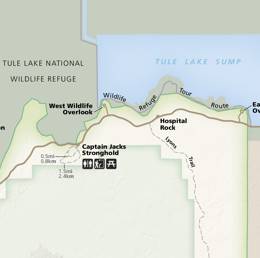 TULE LAKE NATIONAL
WILDLIFE REFUGE
TULE LAKE SUMP
West Wildlife
Overlook
Wildlife Refuge Tour Route
Hospital
Rock
Captain Jacks
Stronghold
0.5mi
0.8km
1.5mi
2.4km
Lyons Trail